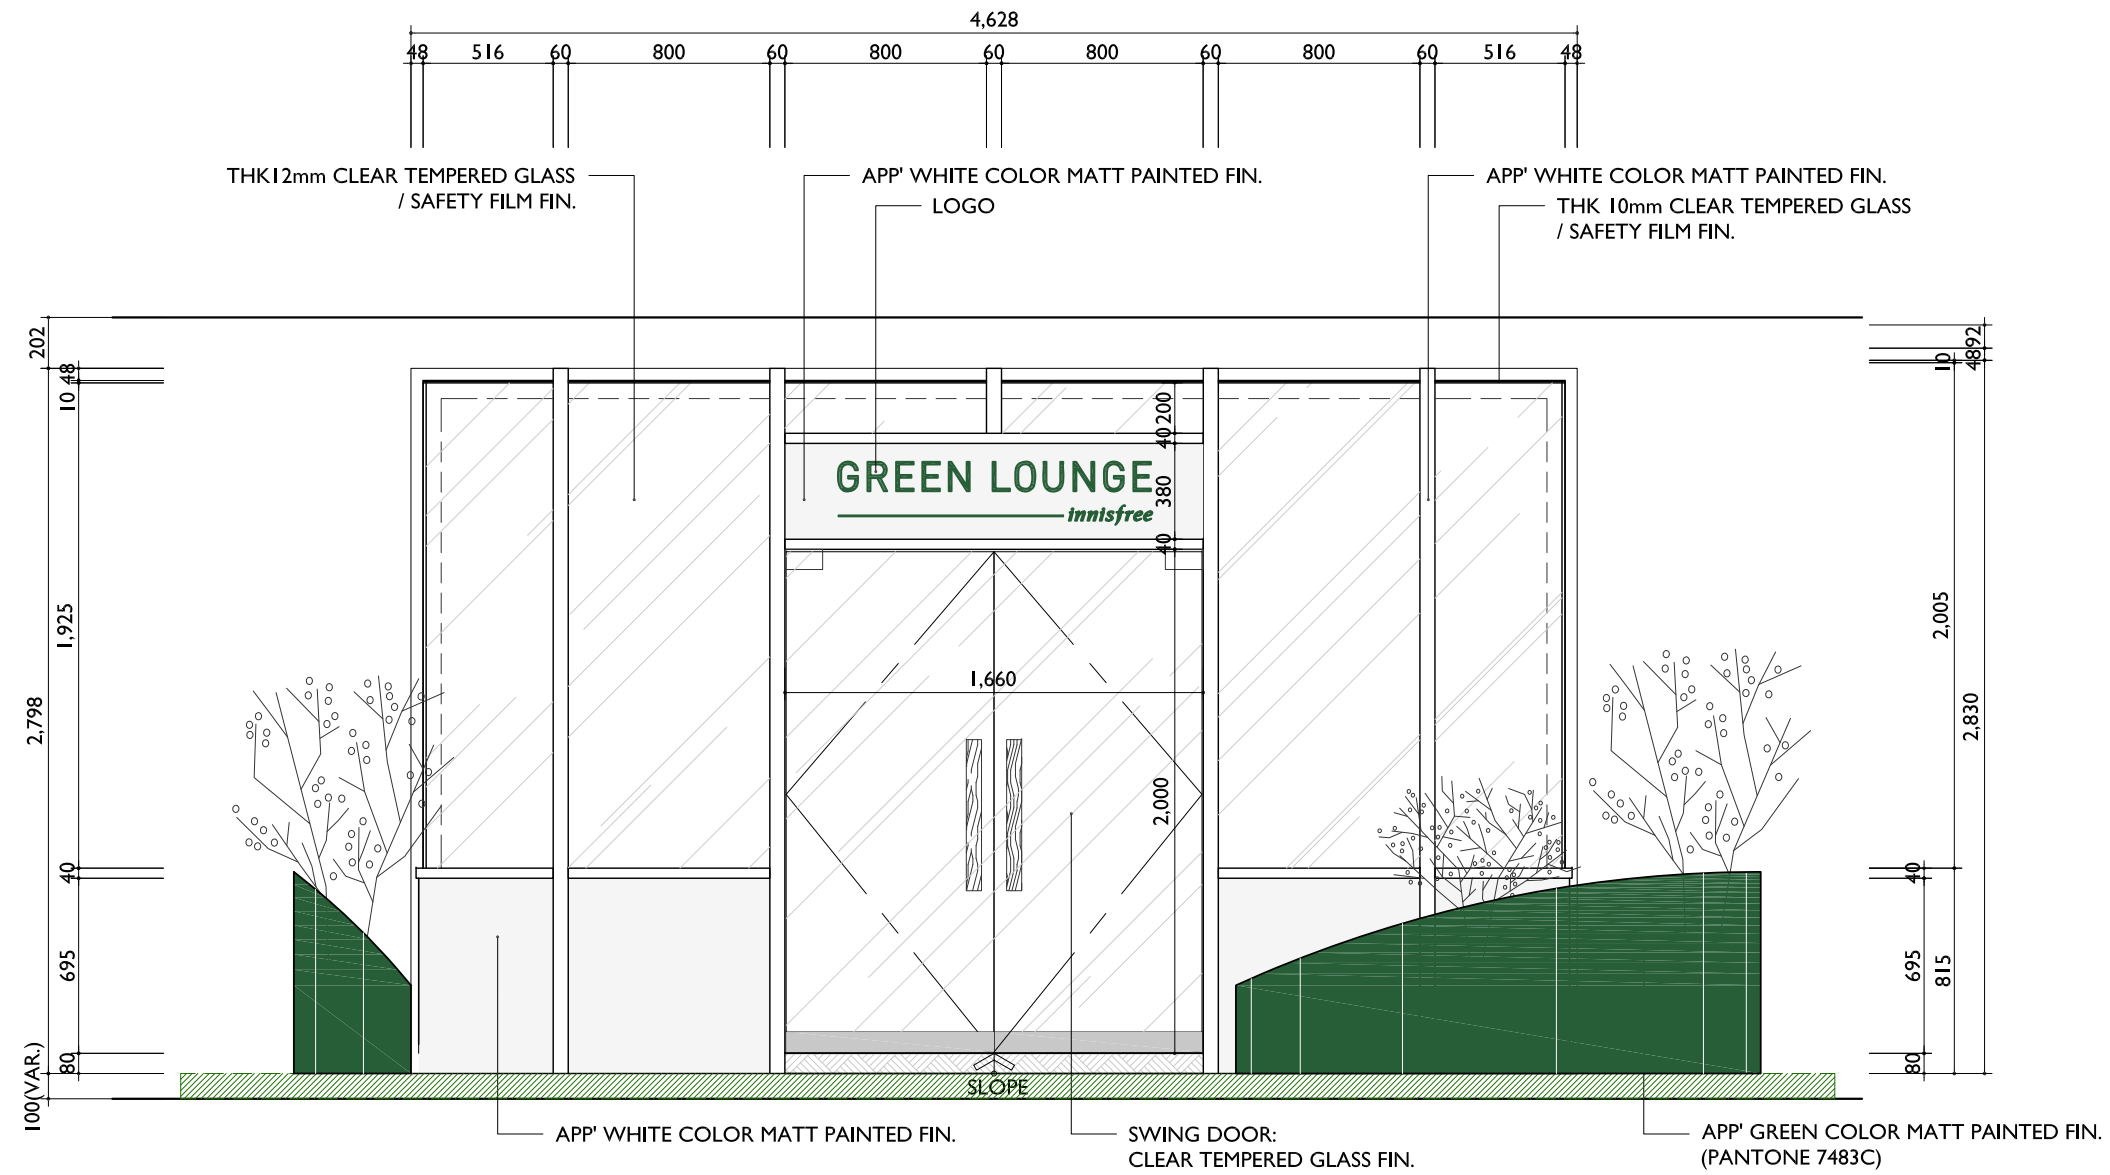 4,628
48 516 60 800 60 800 60 800 60 800 60 516 48
THK12mm CLEAR TEMPERED GLASS
/ SAFETY FILM FIN.
APP' WHITE COLOR MATT PAINTED FIN.
LOGO
APP' WHITE COLOR MATT PAINTED FIN.
THK 10mm CLEAR TEMPERED GLASS
/ SAFETY FILM FIN.
202
48
10
1,925
2,798
40
695
80
100(VAR.)
200
40
GREEN LOUNGE
380
innisfree
40
1,660
2,000
SLOPE
92
48
10
2,005
2,830
40
695
815
80
APP' WHITE COLOR MATT PAINTED FIN.
SWING DOOR:
CLEAR TEMPERED GLASS FIN.
APP' GREEN COLOR MATT PAINTED FIN.
(PANTONE 7483C)